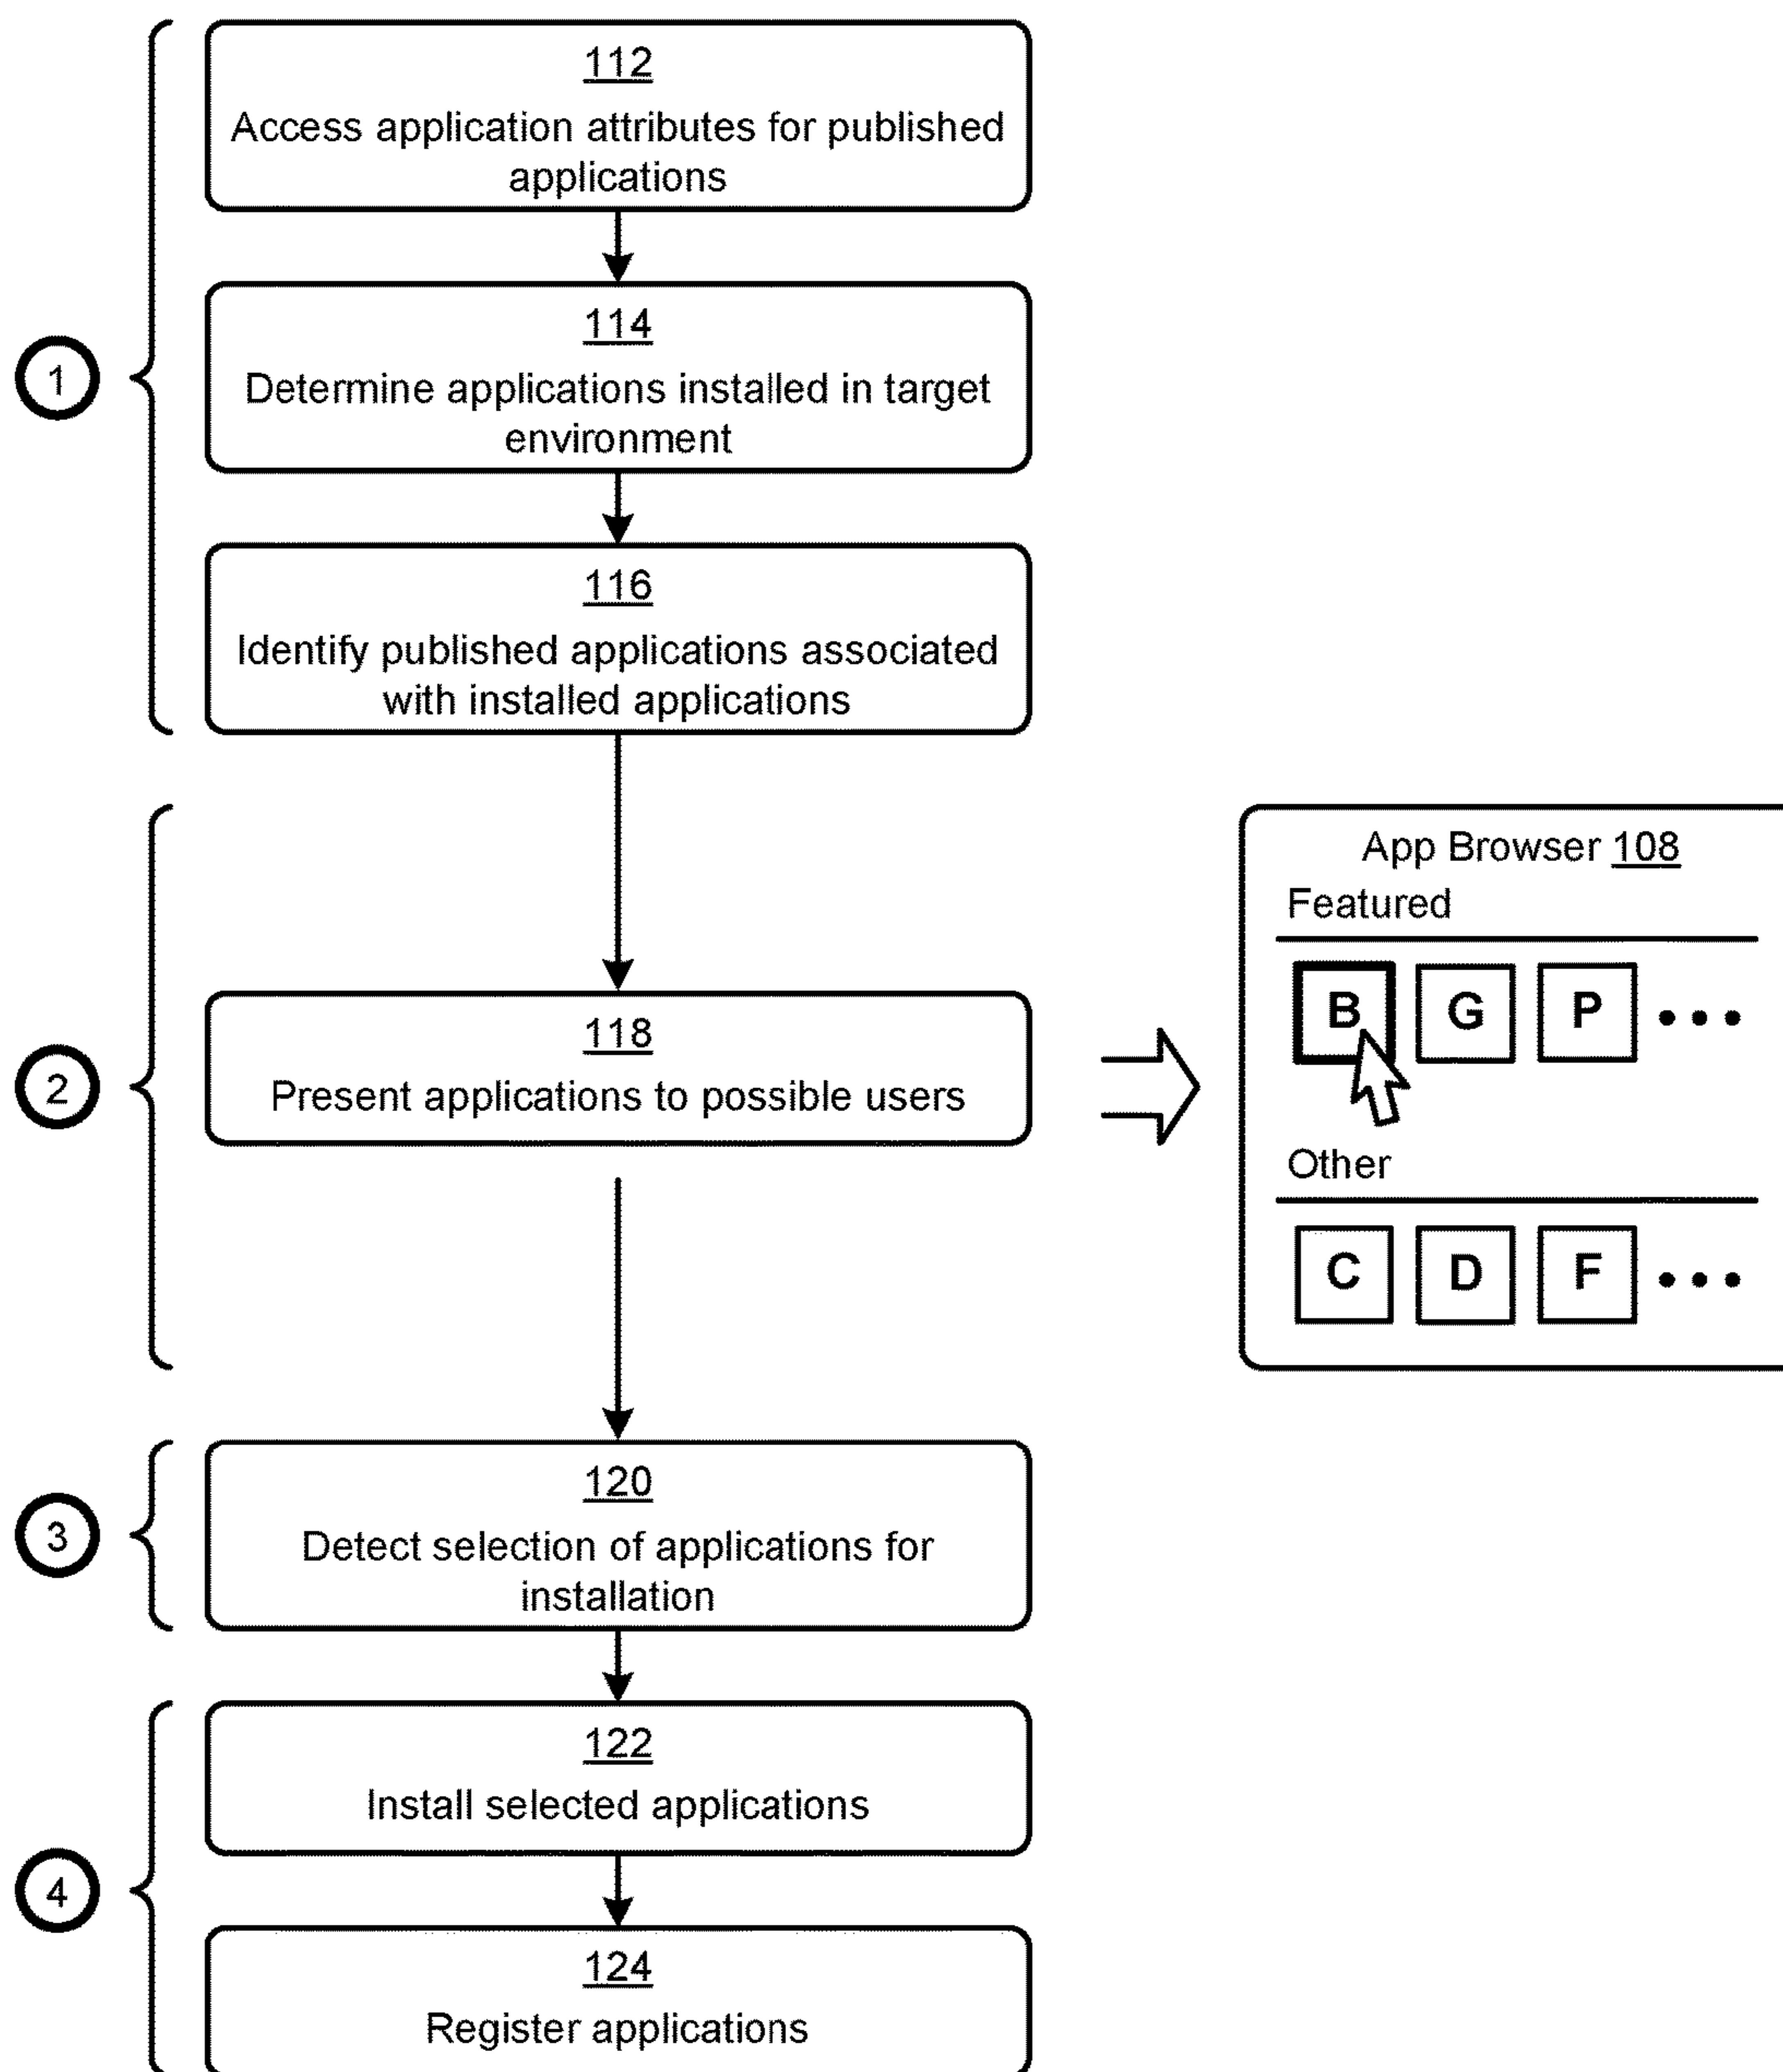 112
Access application attributes for published
applications
1
114
Determine applications installed in target
environment
116
Identify published applications associated
with installed applications
2
118
Present applications to possible users
App Browser 108
Featured
B G P •••
Other
C D F •••
3
120
Detect selection of applications for
installation
4
122
Install selected applications
124
Register applications